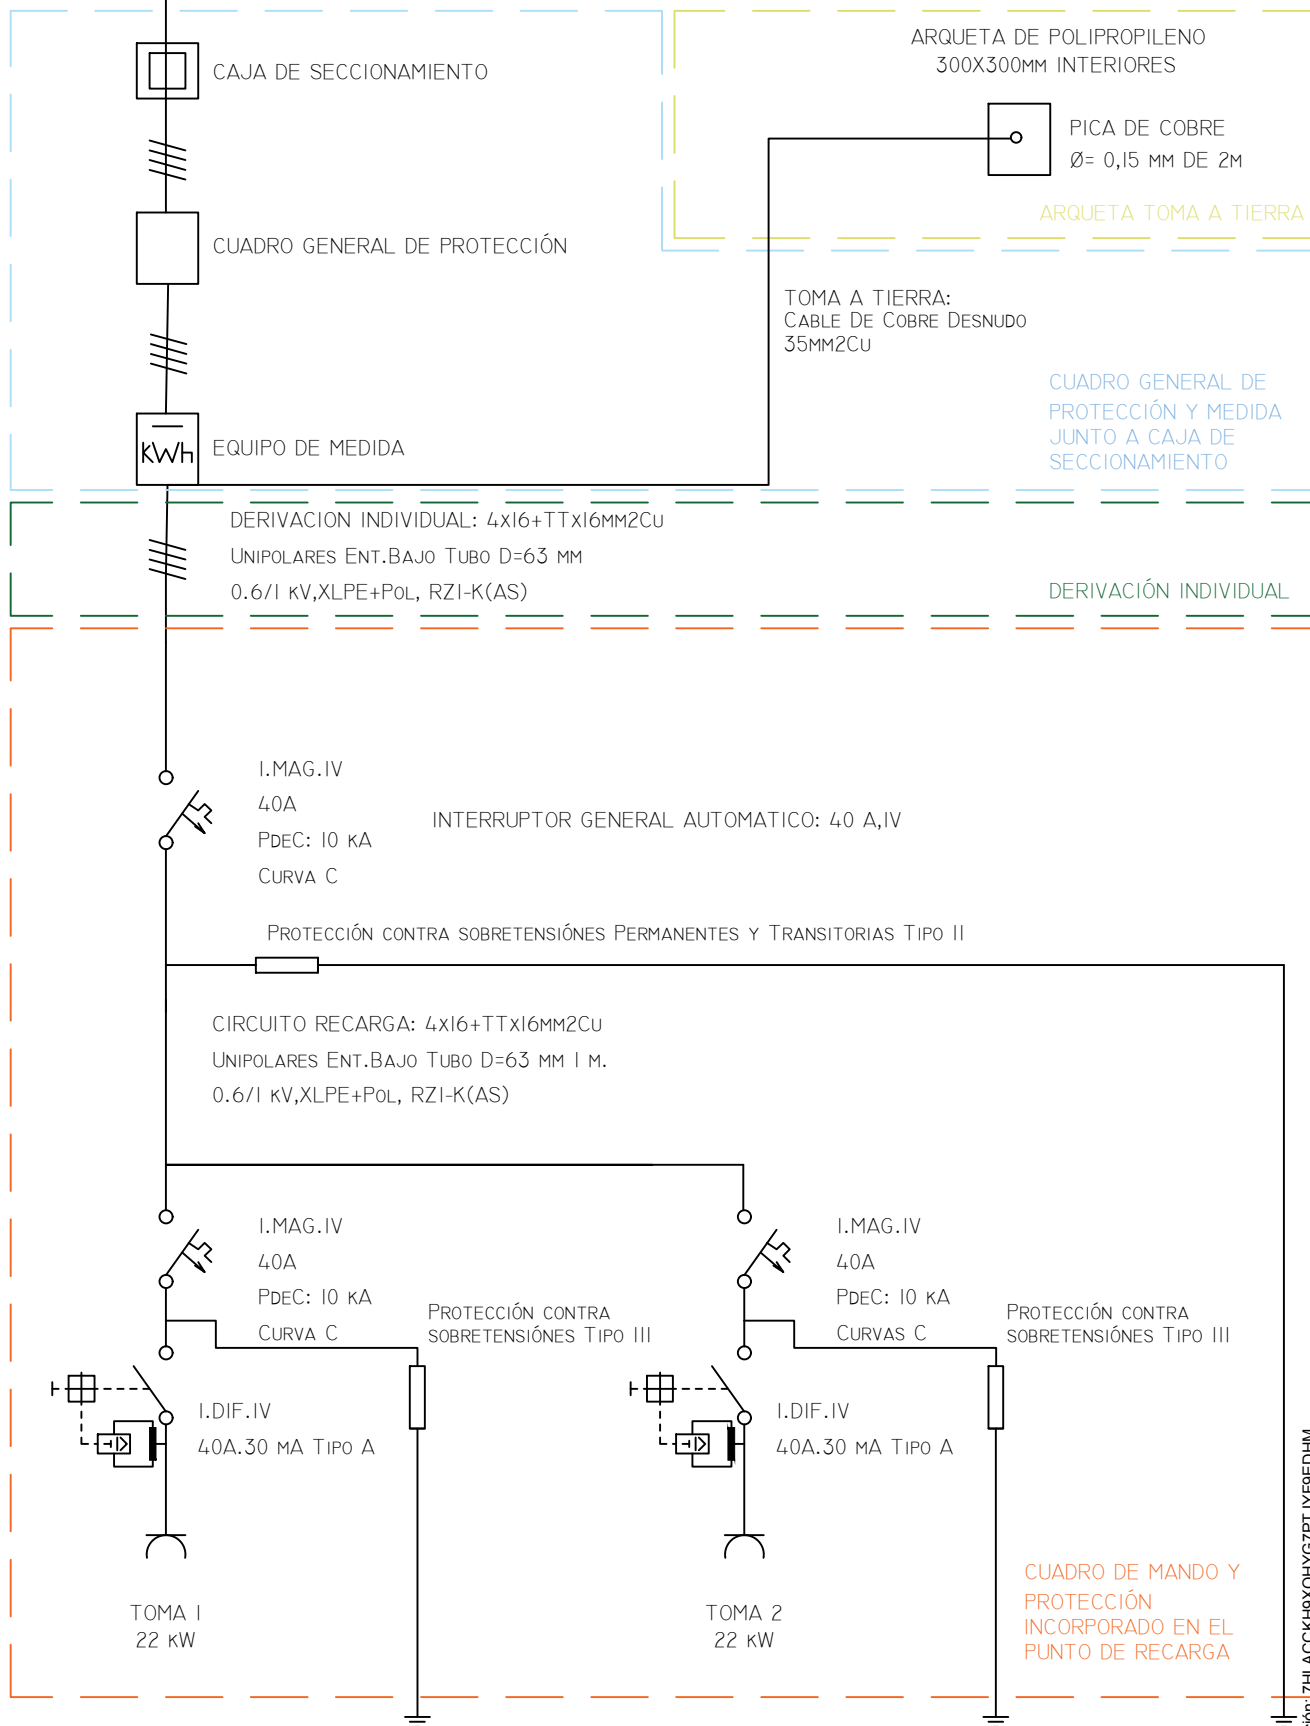 CAJA DE SECCIONAMIENTO
CUADRO GENERAL DE PROTECCIÓN
KWh
EQUIPO DE MEDIDA
ARQUETA DE POLIPROPILENO
300X300MM INTERIORES
PICA DE COBRE
Ø= 0,15 MM DE 2M
ARQUETA TOMA A TIERRA
TOMA A TIERRA:
CABLE DE COBRE DESNUDO
35MM2CU
CUADRO GENERAL DE
PROTECCIÓN Y MEDIDA
JUNTO A CAJA DE
SECCIONAMIENTO
DERIVACION INDIVIDUAL: 4X16+TTX16MM2CU
UNIPOLARES ENT.BAJO TUBO D=63 MM
0.6/1 KV,XLPE+POL, RZ1-K(AS)
DERIVACIÓN INDIVIDUAL
I.MAG.IV
40A
PDEC: 10 KA
CURVA C
INTERRUPTOR GENERAL AUTOMATICO: 40 A,IV
PROTECCIÓN CONTRA SOBRETENSIÓNES PERMANENTES Y TRANSITORIAS TIPO II
CIRCUITO RECARGA: 4X16+TTX16MM2CU
UNIPOLARES ENT.BAJO TUBO D=63 MM 1 M.
0.6/1 KV,XLPE+POL, RZ1-K(AS)
I.MAG.IV
40A
PDEC: 10 KA
CURVA C
PROTECCIÓN CONTRA
SOBRETENSIÓNES TIPO III
I.DIF.IV
40A.30 MA TIPO A
TOMA 1
22 KW
I.MAG.IV
40A
PDEC: 10 KA
CURVAS C
PROTECCIÓN CONTRA
SOBRETENSIÓNES TIPO III
I.DIF.IV
40A.30 MA TIPO A
TOMA 2
22 KW
CUADRO DE MANDO Y
PROTECCIÓN
INCORPORADO EN EL
PUNTO DE RECARGA